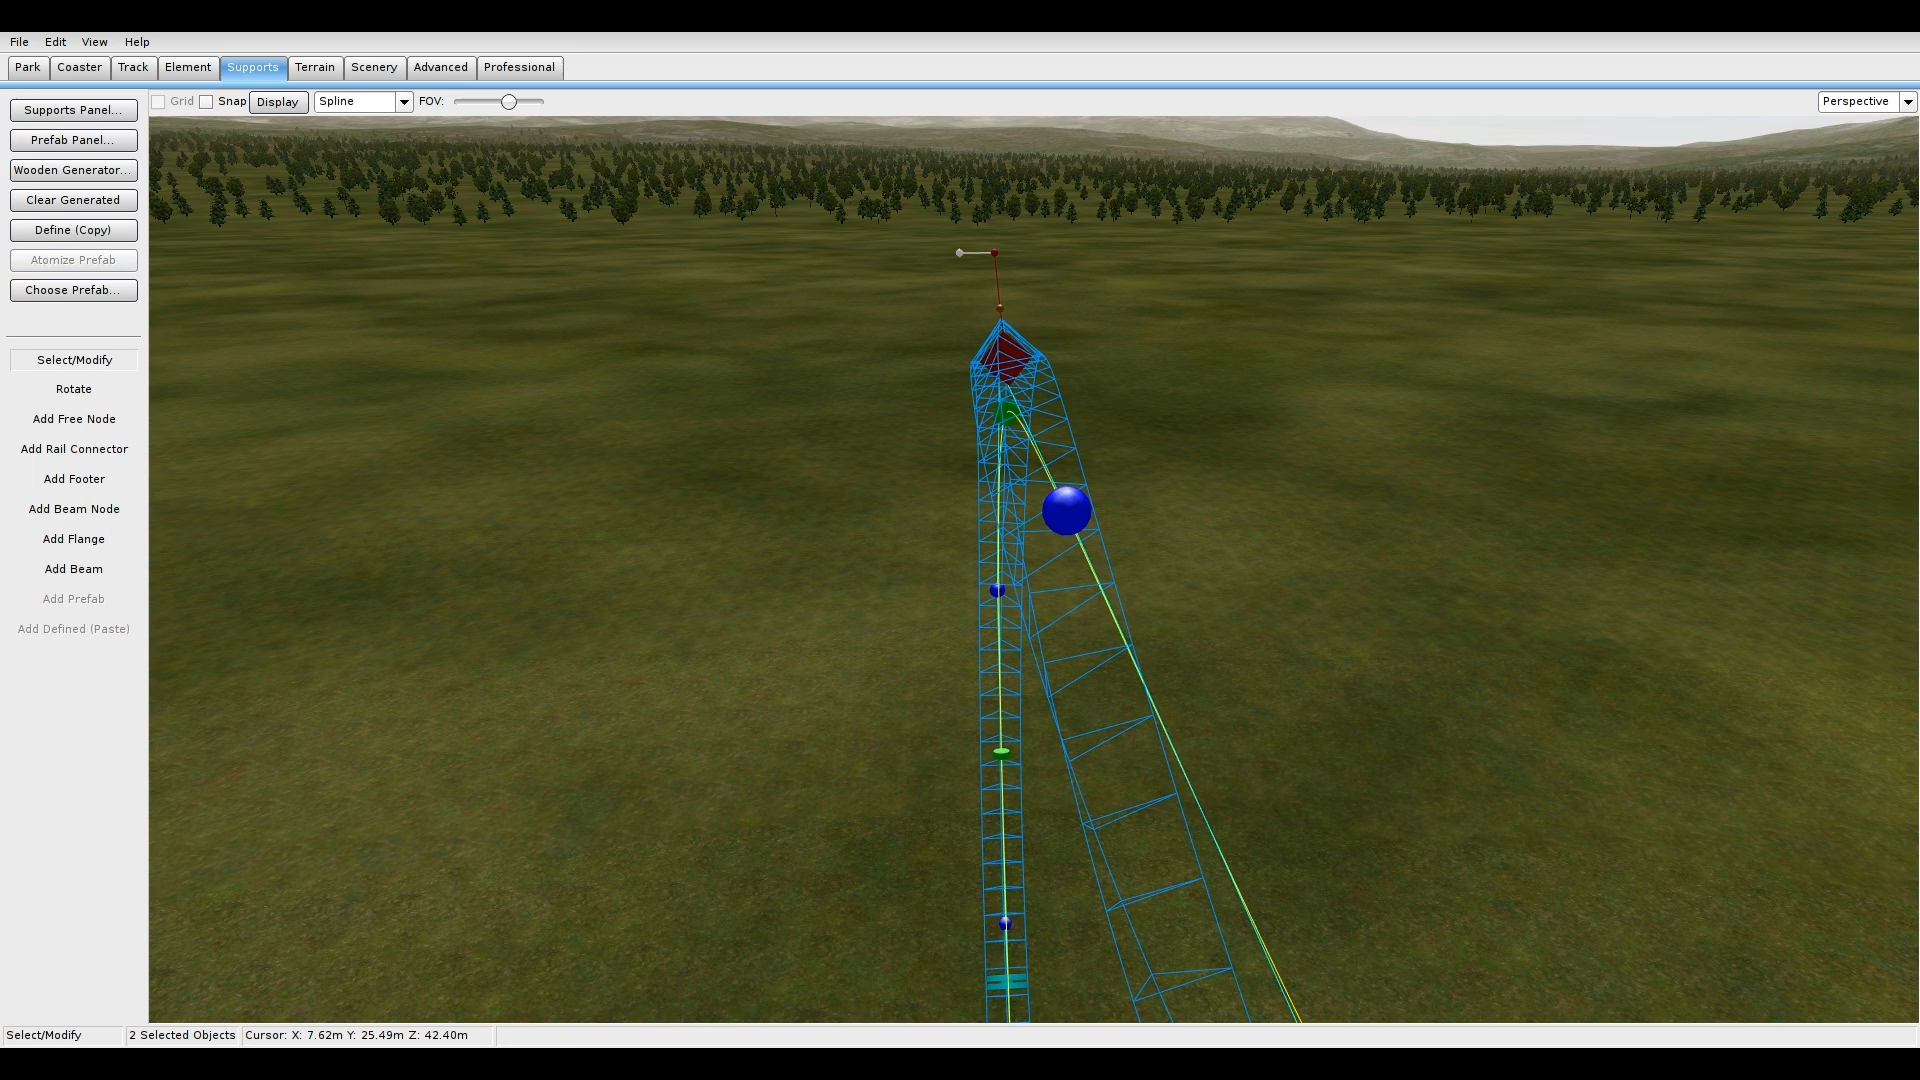 File Edit View Help
Park Coaster Track Element Supports Terrain Scenery Advanced Professional
Grid Snap Display Spline FOV: Perspective
Supports Panel...
Prefab Panel...
Wooden Generator...
Clear Generated
Define (Copy)
Atomize Prefab
Choose Prefab...
Select/Modify
Rotate
Add Free Node
Add Rail Connector
Add Footer
Add Beam Node
Add Flange
Add Beam
Add Prefab
Add Defined (Paste)
Select/Modify 2 Selected Objects Cursor: X: 7.62m Y: 25.49m Z: 42.40m